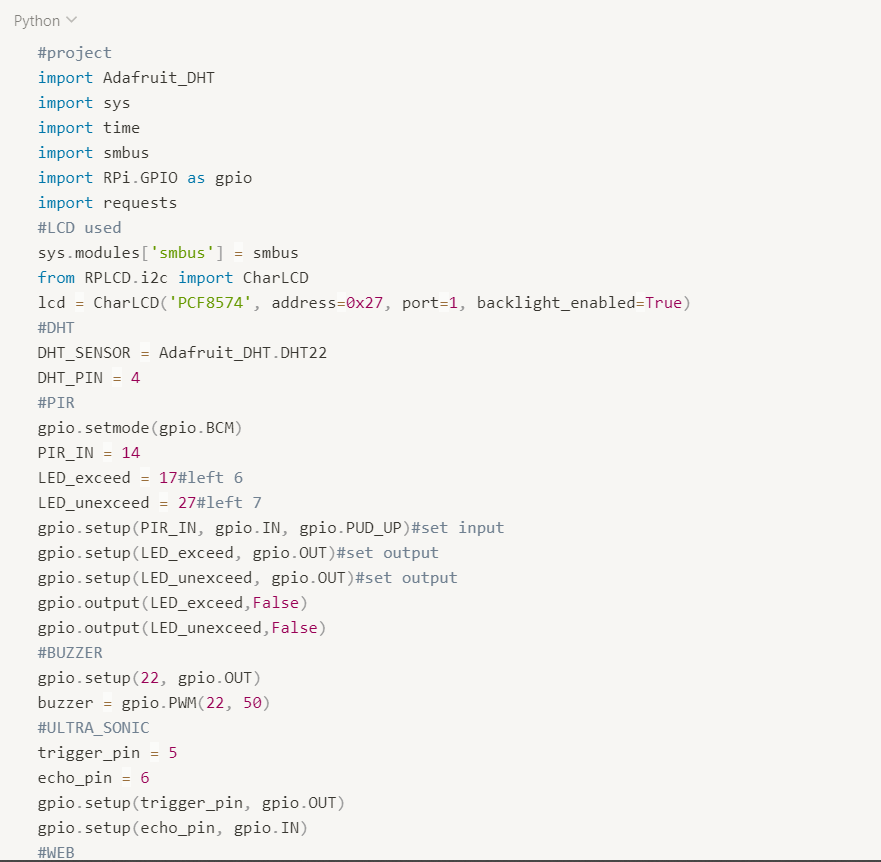 Python
#project
import Adafruit_DHT
import sys
import time
import smbus
import RPi.GPIO as gpio
import requests
#LCD used
sys.modules['smbus'] = smbus
from RPLCD.i2c import CharLCD
lcd = CharLCD('PCF8574', address=0x27, port=1, backlight_enabled=True)
#DHT
DHT_SENSOR = Adafruit_DHT.DHT22
DHT_PIN = 4
#PIR
gpio.setmode(gpio.BCM)
PIR_IN = 14
LED_exceed = 17#left 6
LED_unexceed = 27#left 7
gpio.setup(PIR_IN, gpio.IN, gpio.PUD_UP)#set input
gpio.setup(LED_exceed, gpio.OUT)#set output
gpio.setup(LED_unexceed, gpio.OUT)#set output
gpio.output(LED_exceed,False)
gpio.output(LED_unexceed,False)
#BUZZER
gpio.setup(22, gpio.OUT)
buzzer = gpio.PWM(22, 50)
#ULTRA_SONIC
trigger_pin = 5
echo_pin = 6
gpio.setup(trigger_pin, gpio.OUT)
gpio.setup(echo_pin, gpio.IN)
#WEB